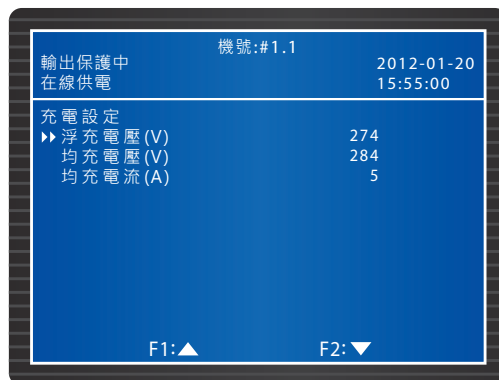 機號:#1.1
輸出保護中 2012-01-20
在線供電 15:55:00
充電設定
浮充電壓(V) 274
均充電壓(V) 284
均充電流(A) 5
F1:▲ F2:▼